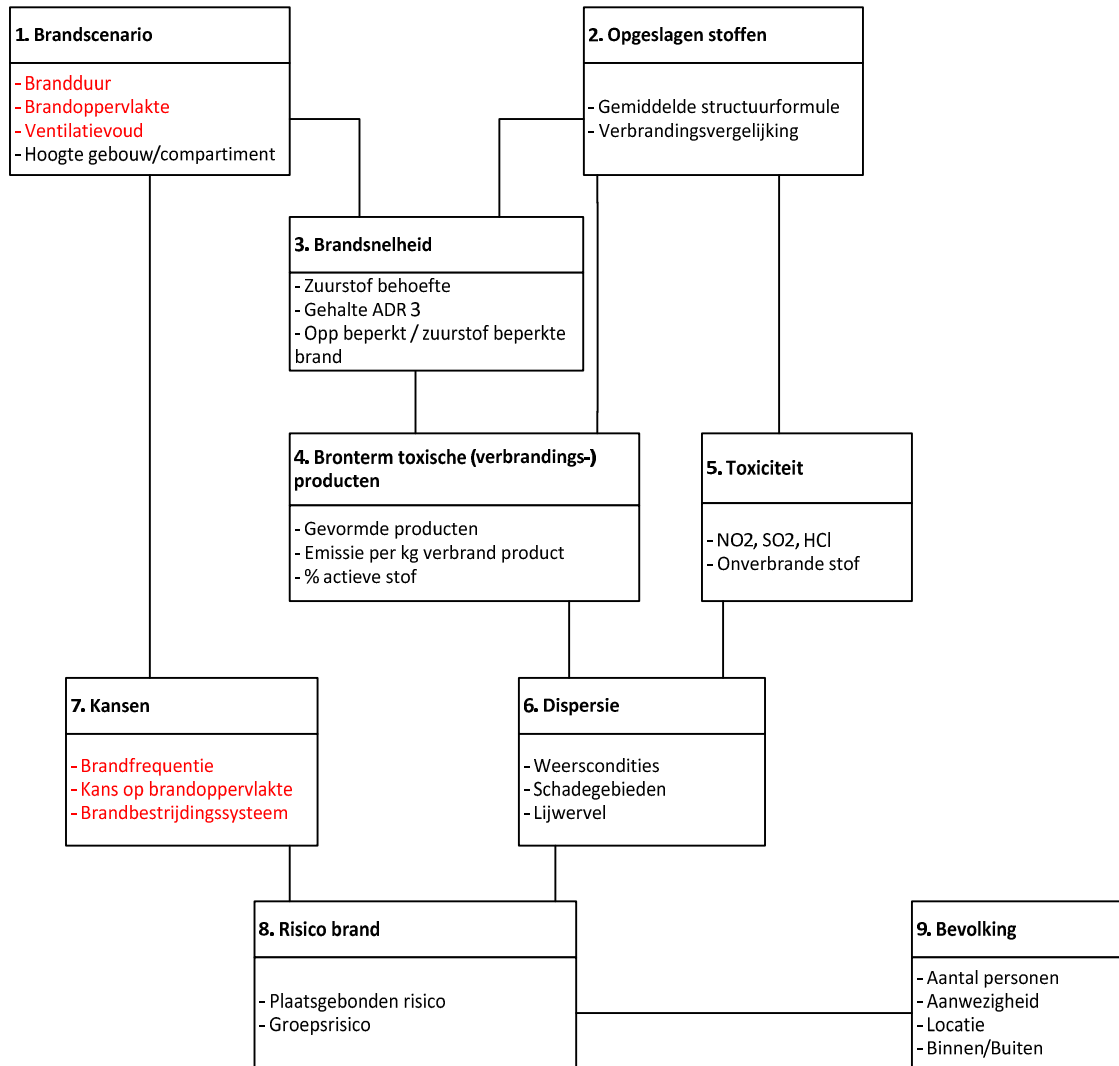 1. Brandscenario
- Brandduur
- Brandoppervlakte
- Ventilatievoud
- Hoogte gebouw/compartiment
2. Opgeslagen stoffen
- Gemiddelde structuurformule
- Verbrandingsvergelijking
3. Brandsnelheid
- Zuurstof behoefte
- Gehalte ADR 3
- Opp beperkt / zuurstof beperkte
brand
4. Bronterm toxische (verbrandings-)
producten
- Gevormde producten
- Emissie per kg verbrand product
- % actieve stof
5. Toxiciteit
- NO2, SO2, HCl
- Onverbrande stof
7. Kansen
- Brandfrequentie
- Kans op brandoppervlakte
- Brandbestrijdingssysteem
6. Dispersie
- Weerscondities
- Schadegebieden
- Lijwervel
8. Risico brand
- Plaatsgebonden risico
- Groepsrisico
9. Bevolking
- Aantal personen
- Aanwezigheid
- Locatie
- Binnen/Buiten